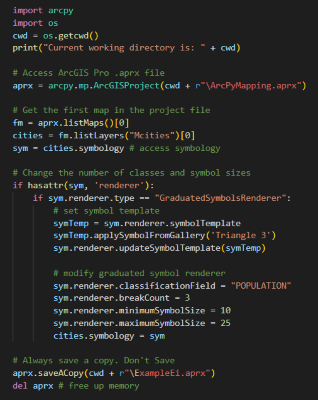 import arcpy
import os
cwd = os.getcwd()
print("Current working directory is: " + cwd)
# Access ArcGIS Pro .aprx file
aprx = arcpy.mp.ArcGISProject(cwd + r"\ArcPyMapping.aprx")
# Get the first map in the project file
fm = aprx.listMaps()[0]
cities = fm.listLayers("Mcities")[0]
sym = cities.symbology # access symbology
# Change the number of classes and symbol sizes
if hasattr(sym, 'renderer'):
if sym.renderer.type == "GraduatedSymbolsRenderer":
# set symbol template
symTemp = sym.renderer.symbolTemplate
symTemp.applySymbolFromGallery('Triangle 3')
sym.renderer.updateSymbolTemplate(symTemp)
# modify graduated symbol renderer
sym.renderer.classificationField = "POPULATION"
sym.renderer.breakCount = 3
sym.renderer.minimumSymbolSize = 10
sym.renderer.maximumSymbolSize = 25
cities.symbology = sym
# Always save a copy. Don't Save
aprx.saveACopy(cwd + r"\ExampleEi.aprx")
del aprx # free up memory